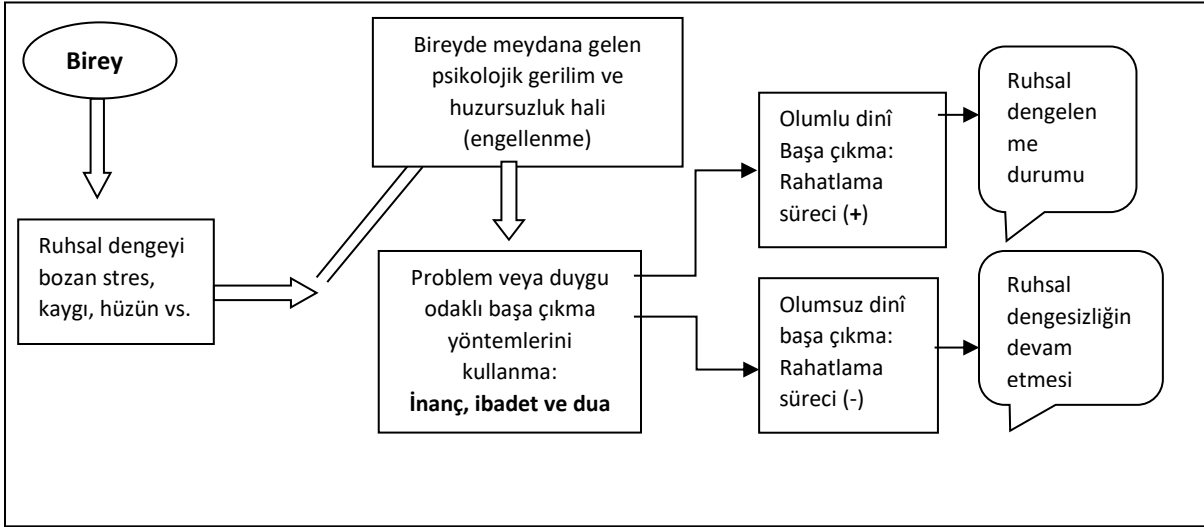 Birey
Ruhsal dengeyi
bozan stres,
kaygı, hüzün vs.
Bireyde meydana gelen
psikolojik gerilim ve
huzursuzluk hali
(engellenme)
Problem veya duygu
odaklı başa çıkma
yöntemlerini
kullanma:
İnanç, ibadet ve dua
Olumlu dinî
Başa çıkma:
Rahatlama
süreci (+)
Ruhsal
dengelen
me
durumu
Olumsuz dinî
başa çıkma:
Rahatlama
süreci (-)
Ruhsal
dengesizliğin
devam
etmesi